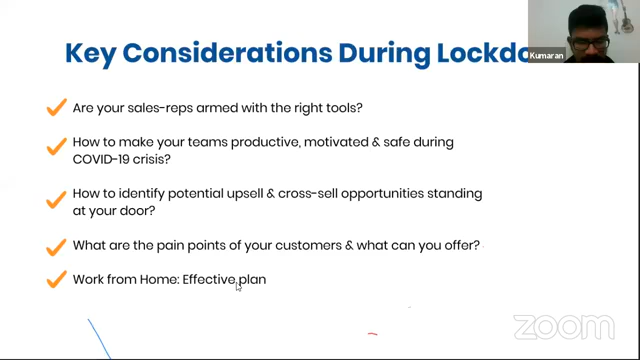 Key Considerations During Lockdo
Kumaran
Are your sales-reps armed with the right tools?
How to make your teams productive, motivated & safe during
COVID-19 crisis?
How to identify potential upsell & cross-sell opportunities standing
at your door?
What are the pain points of your customers & what can you offer?
Work from Home: Effective plan
zoom